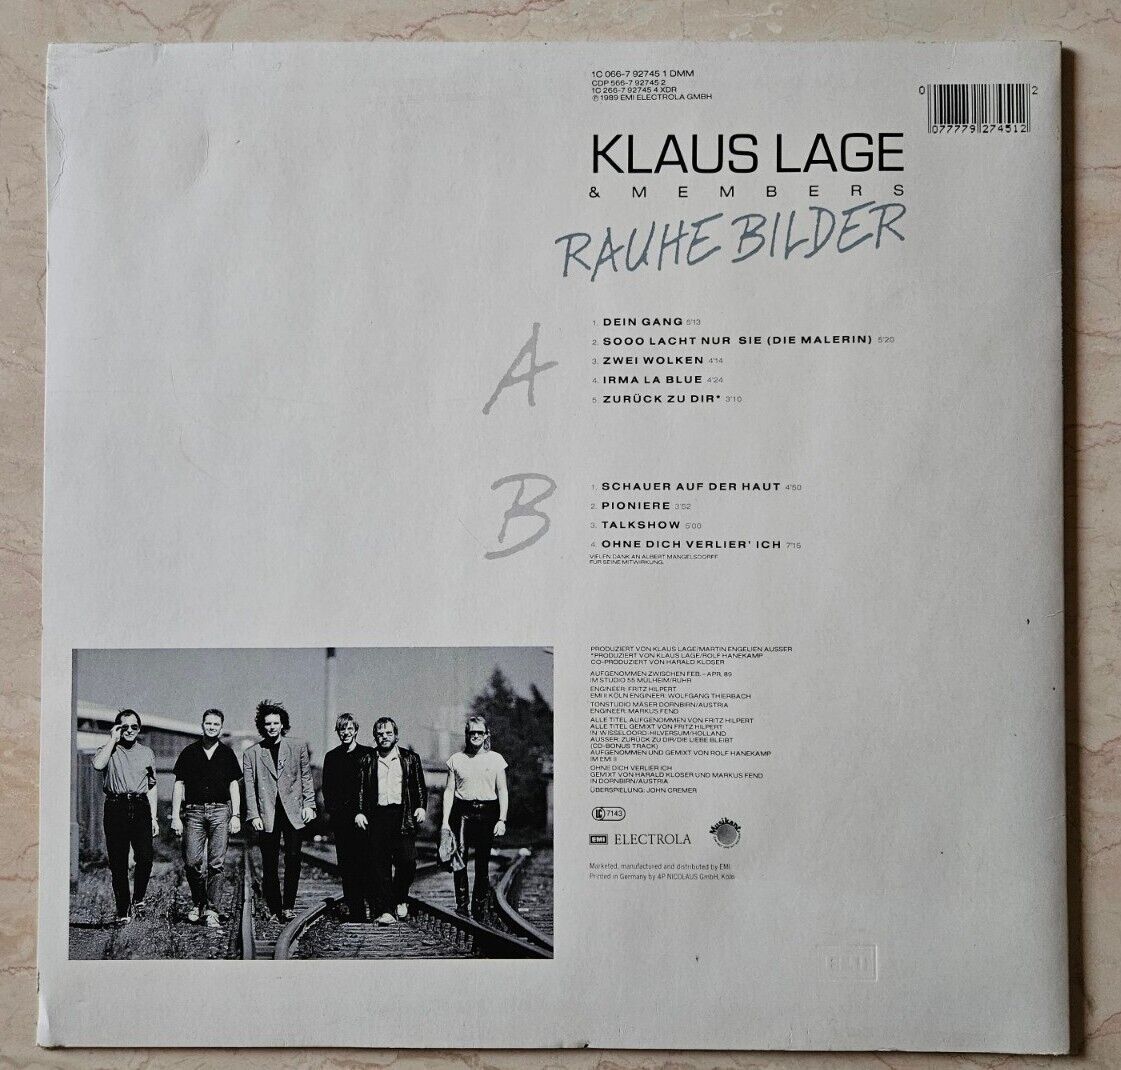 1C 066-7 92745 1 DMM
CDP 566-7 92745 2
1C 266-7 92745 4 XDR
℗ 1989 EMI ELECTROLA GMBH
0 077779 274512 2
KLAUS LAGE
& MEMBERS
RAUHE BILDER
A
1. DEIN GANG 5'13
2. SOOO LACHT NUR SIE (DIE MALERIN) 5'20
3. ZWEI WOLKEN 4'14
4. IRMA LA BLUE 4'24
5. ZURÜCK ZU DIR* 3'10
B
1. SCHAUER AUF DER HAUT 4'50
2. PIONIERE 3'52
3. TALKSHOW 5'00
4. OHNE DICH VERLIER' ICH 7'15
VIELEN DANK AN ALBERT MANGELSDORFF
FÜR SEINE MITWIRKUNG.
PRODUZIERT VON KLAUS LAGE/MARTIN ENGELIEN AUSSER
*PRODUZIERT VON KLAUS LAGE/ROLF HANEKAMP
CO-PRODUZIERT VON HARALD KLOSER
AUFGENOMMEN ZWISCHEN FEB.-APR. 89
IM STUDIO 55 MÜLHEIM/RUHR
ENGINEER: FRITZ HILPERT
EMI II KÖLN ENGINEER: WOLFGANG THIERBACH
TONSTUDIO MÄSER DORNBIRN/AUSTRIA
ENGINEER: MARKUS FEND
ALLE TITEL AUFGENOMMEN VON FRITZ HILPERT
ALLE TITEL GEMIXT VON FRITZ HILPERT
IN WISSELOORD-HILVERSUM/HOLLAND
AUSSER: ZURÜCK ZU DIR/DIE LIEBE BLEIBT
(CD-BONUS TRACK)
AUFGENOMMEN UND GEMIXT VON ROLF HANEKAMP
IM EMI II
OHNE DICH VERLIER ICH
GEMIXT VON HARALD KLOSER UND MARKUS FEND
IN DORNBIRN/AUSTRIA
ÜBERSPIELUNG: JOHN CREMER
LC 7143
EMI ELECTROLA
Musikant
Marketed, manufactured and distributed by EMI
Printed in Germany by 4P NICOLAUS GmbH, Köln
EMI